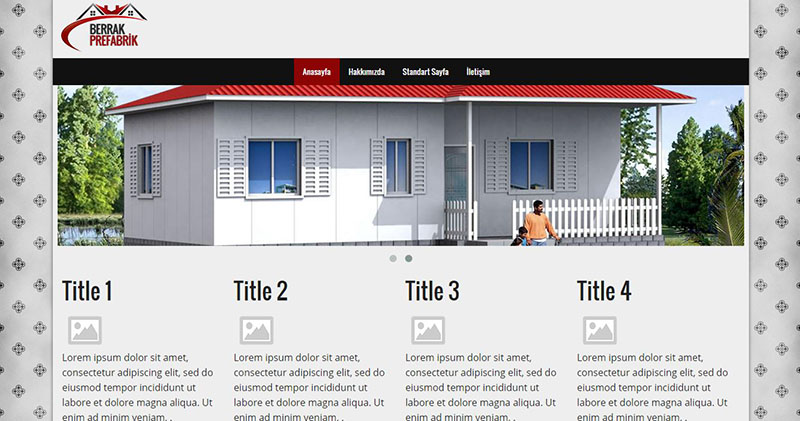 BERRAK
PREFABRİK
Anasayfa Hakkımızda Standart Sayfa İletişim
Title 1 Title 2 Title 3 Title 4
Lorem ipsum dolor sit amet,
consectetur adipiscing elit, sed do
eiusmod tempor incididunt ut
labore et dolore magna aliqua. Ut
enim ad minim veniam. .
Lorem ipsum dolor sit amet,
consectetur adipiscing elit, sed do
eiusmod tempor incididunt ut
labore et dolore magna aliqua. Ut
enim ad minim veniam. .
Lorem ipsum dolor sit amet,
consectetur adipiscing elit, sed do
eiusmod tempor incididunt ut
labore et dolore magna aliqua. Ut
enim ad minim veniam. .
Lorem ipsum dolor sit amet,
consectetur adipiscing elit, sed do
eiusmod tempor incididunt ut
labore et dolore magna aliqua. Ut
enim ad minim veniam. .